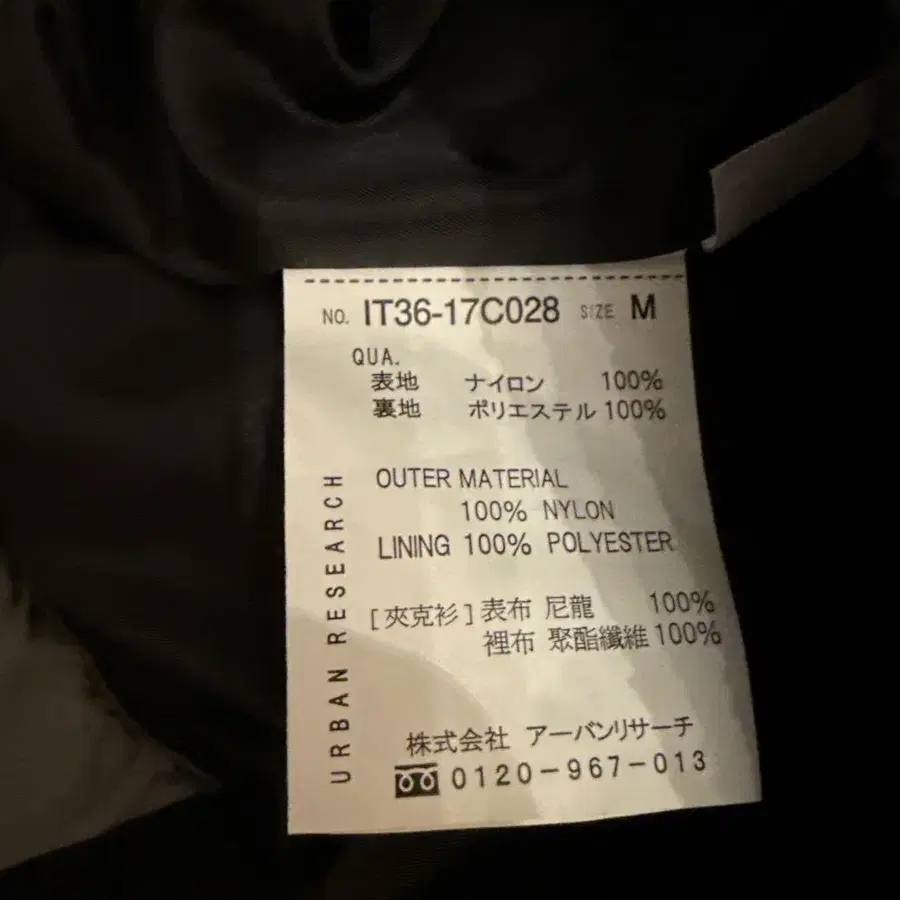 NO. IT36-17C028 SIZE M
QUA.
表地 ナイロン 100%
裏地 ポリエステル 100%
OUTER MATERIAL
100% NYLON
LINING 100% POLYESTER
[夾克衫] 表布 尼龍 100%
裡布 聚酯纖維 100%
URBAN RESEARCH
株式会社 アーバンリサーチ
0120-967-013